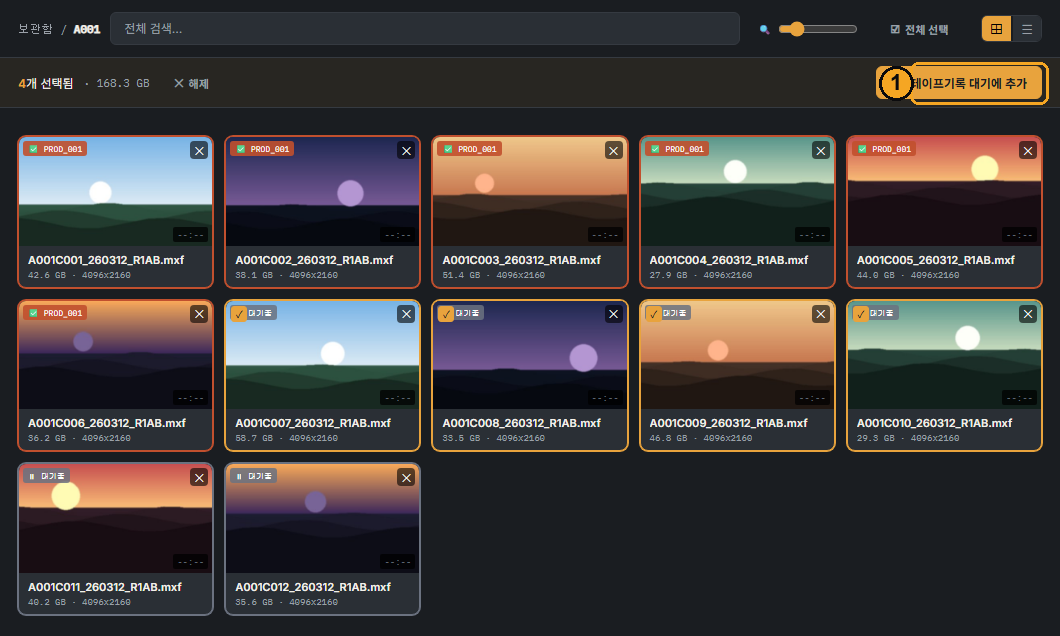 보관함 / A001
전체 검색...
전체 선택
4개 선택됨 · 168.3 GB ✕ 해제
1
테이프기록 대기에 추가
PROD_001
--:--
A001C001_260312_R1AB.mxf
42.6 GB · 4096x2160
PROD_001
--:--
A001C002_260312_R1AB.mxf
38.1 GB · 4096x2160
PROD_001
--:--
A001C003_260312_R1AB.mxf
51.4 GB · 4096x2160
PROD_001
--:--
A001C004_260312_R1AB.mxf
27.9 GB · 4096x2160
PROD_001
--:--
A001C005_260312_R1AB.mxf
44.0 GB · 4096x2160
PROD_001
--:--
A001C006_260312_R1AB.mxf
36.2 GB · 4096x2160
대기중
--:--
A001C007_260312_R1AB.mxf
58.7 GB · 4096x2160
대기중
--:--
A001C008_260312_R1AB.mxf
33.5 GB · 4096x2160
대기중
--:--
A001C009_260312_R1AB.mxf
46.8 GB · 4096x2160
대기중
--:--
A001C010_260312_R1AB.mxf
29.3 GB · 4096x2160
대기중
--:--
A001C011_260312_R1AB.mxf
40.2 GB · 4096x2160
대기중
--:--
A001C012_260312_R1AB.mxf
35.6 GB · 4096x2160